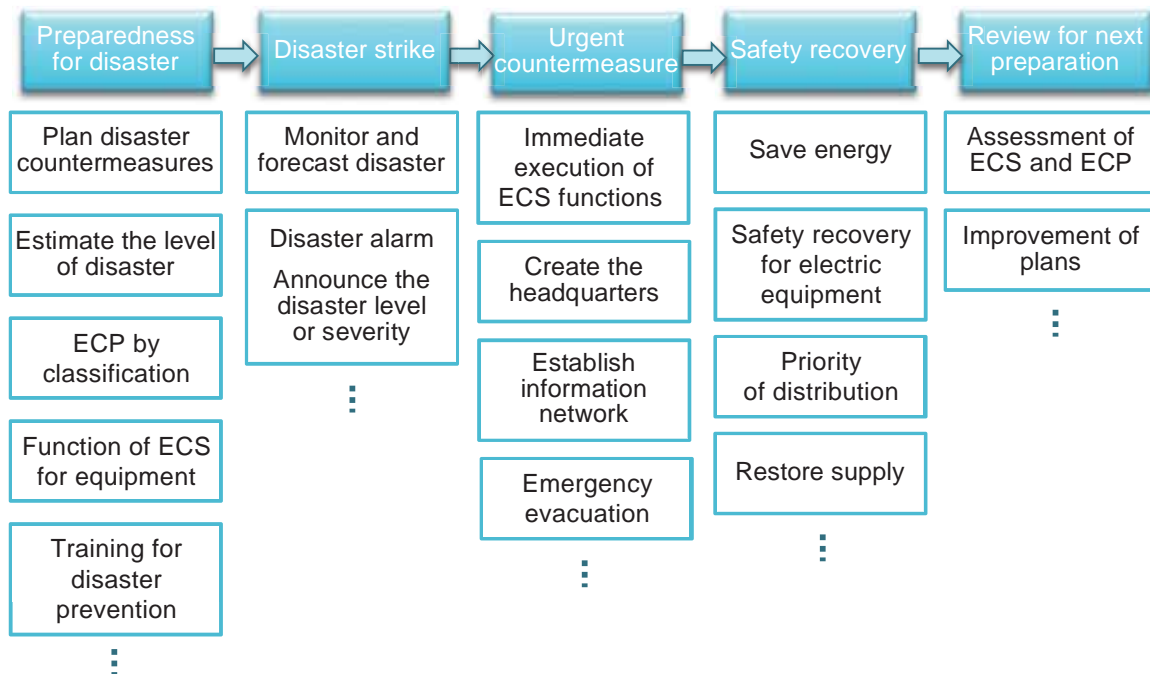 Preparedness
for disaster
Disaster strike
Urgent
countermeasure
Safety recovery
Review for next
preparation
Plan disaster
countermeasures
Estimate the level
of disaster
ECP by
classification
Function of ECS
for equipment
Training for
disaster
prevention
Monitor and
forecast disaster
Disaster alarm
Announce the
disaster level
or severity
Immediate
execution of
ECS functions
Create the
headquarters
Establish
information
network
Emergency
evacuation
Save energy
Safety recovery
for electric
equipment
Priority
of distribution
Restore supply
Assessment of
ECS and ECP
Improvement of
plans